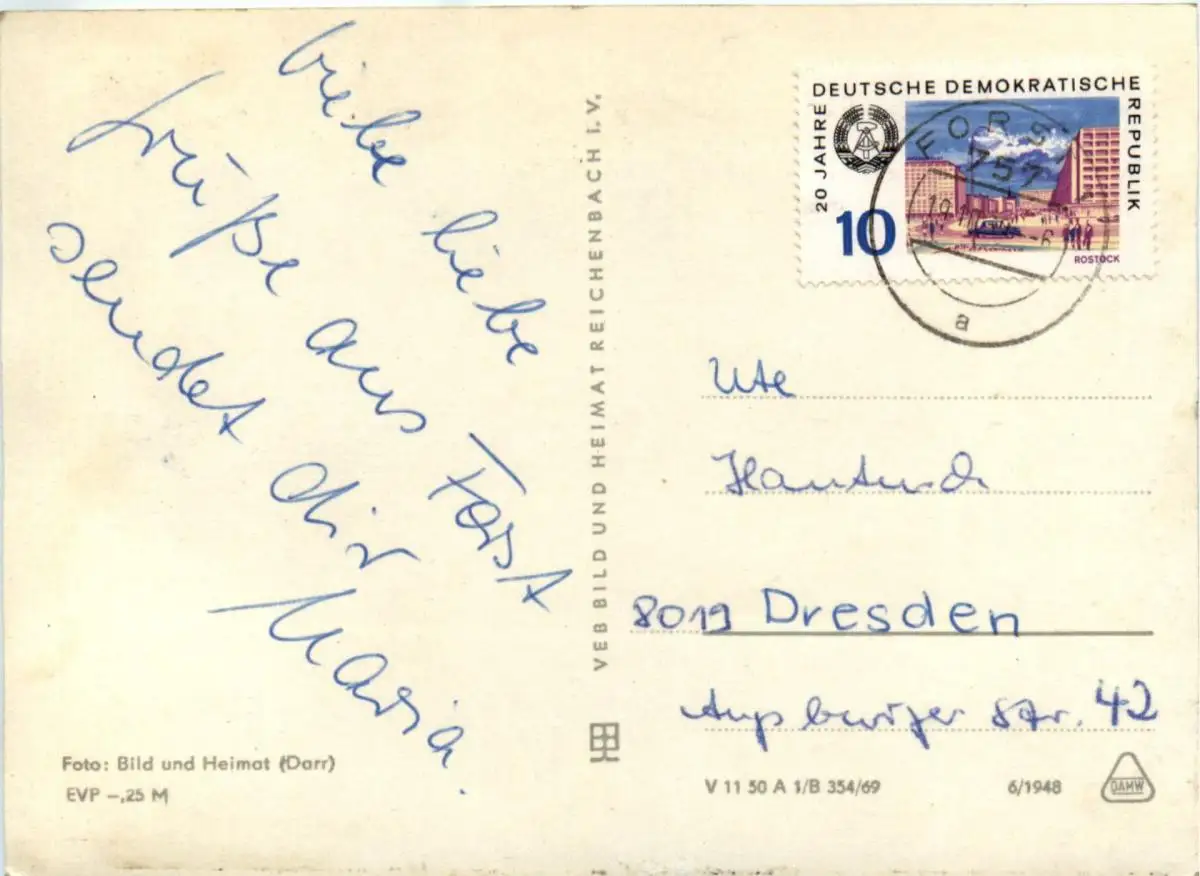 Viele liebe
Grüße aus Forst
sendet dir
Maria.
Foto: Bild und Heimat (Darr)
EVP –,25 M
VEB BILD UND HEIMAT REICHENBACH I. V.
DEUTSCHE DEMOKRATISCHE
REPUBLIK
20 JAHRE
10
ROSTOCK
FORST
757
a
Ute
8019 Dresden
Augsburger Str. 42
V 11 50 A 1/B 354/69
6/1948
DAMW